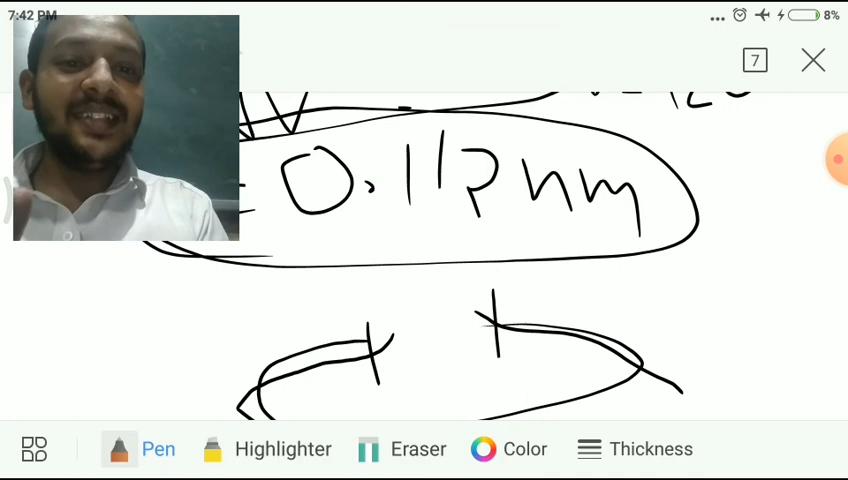 7:42 PM ... 8%
7
= 0.112 nm
Pen Highlighter Eraser Color Thickness